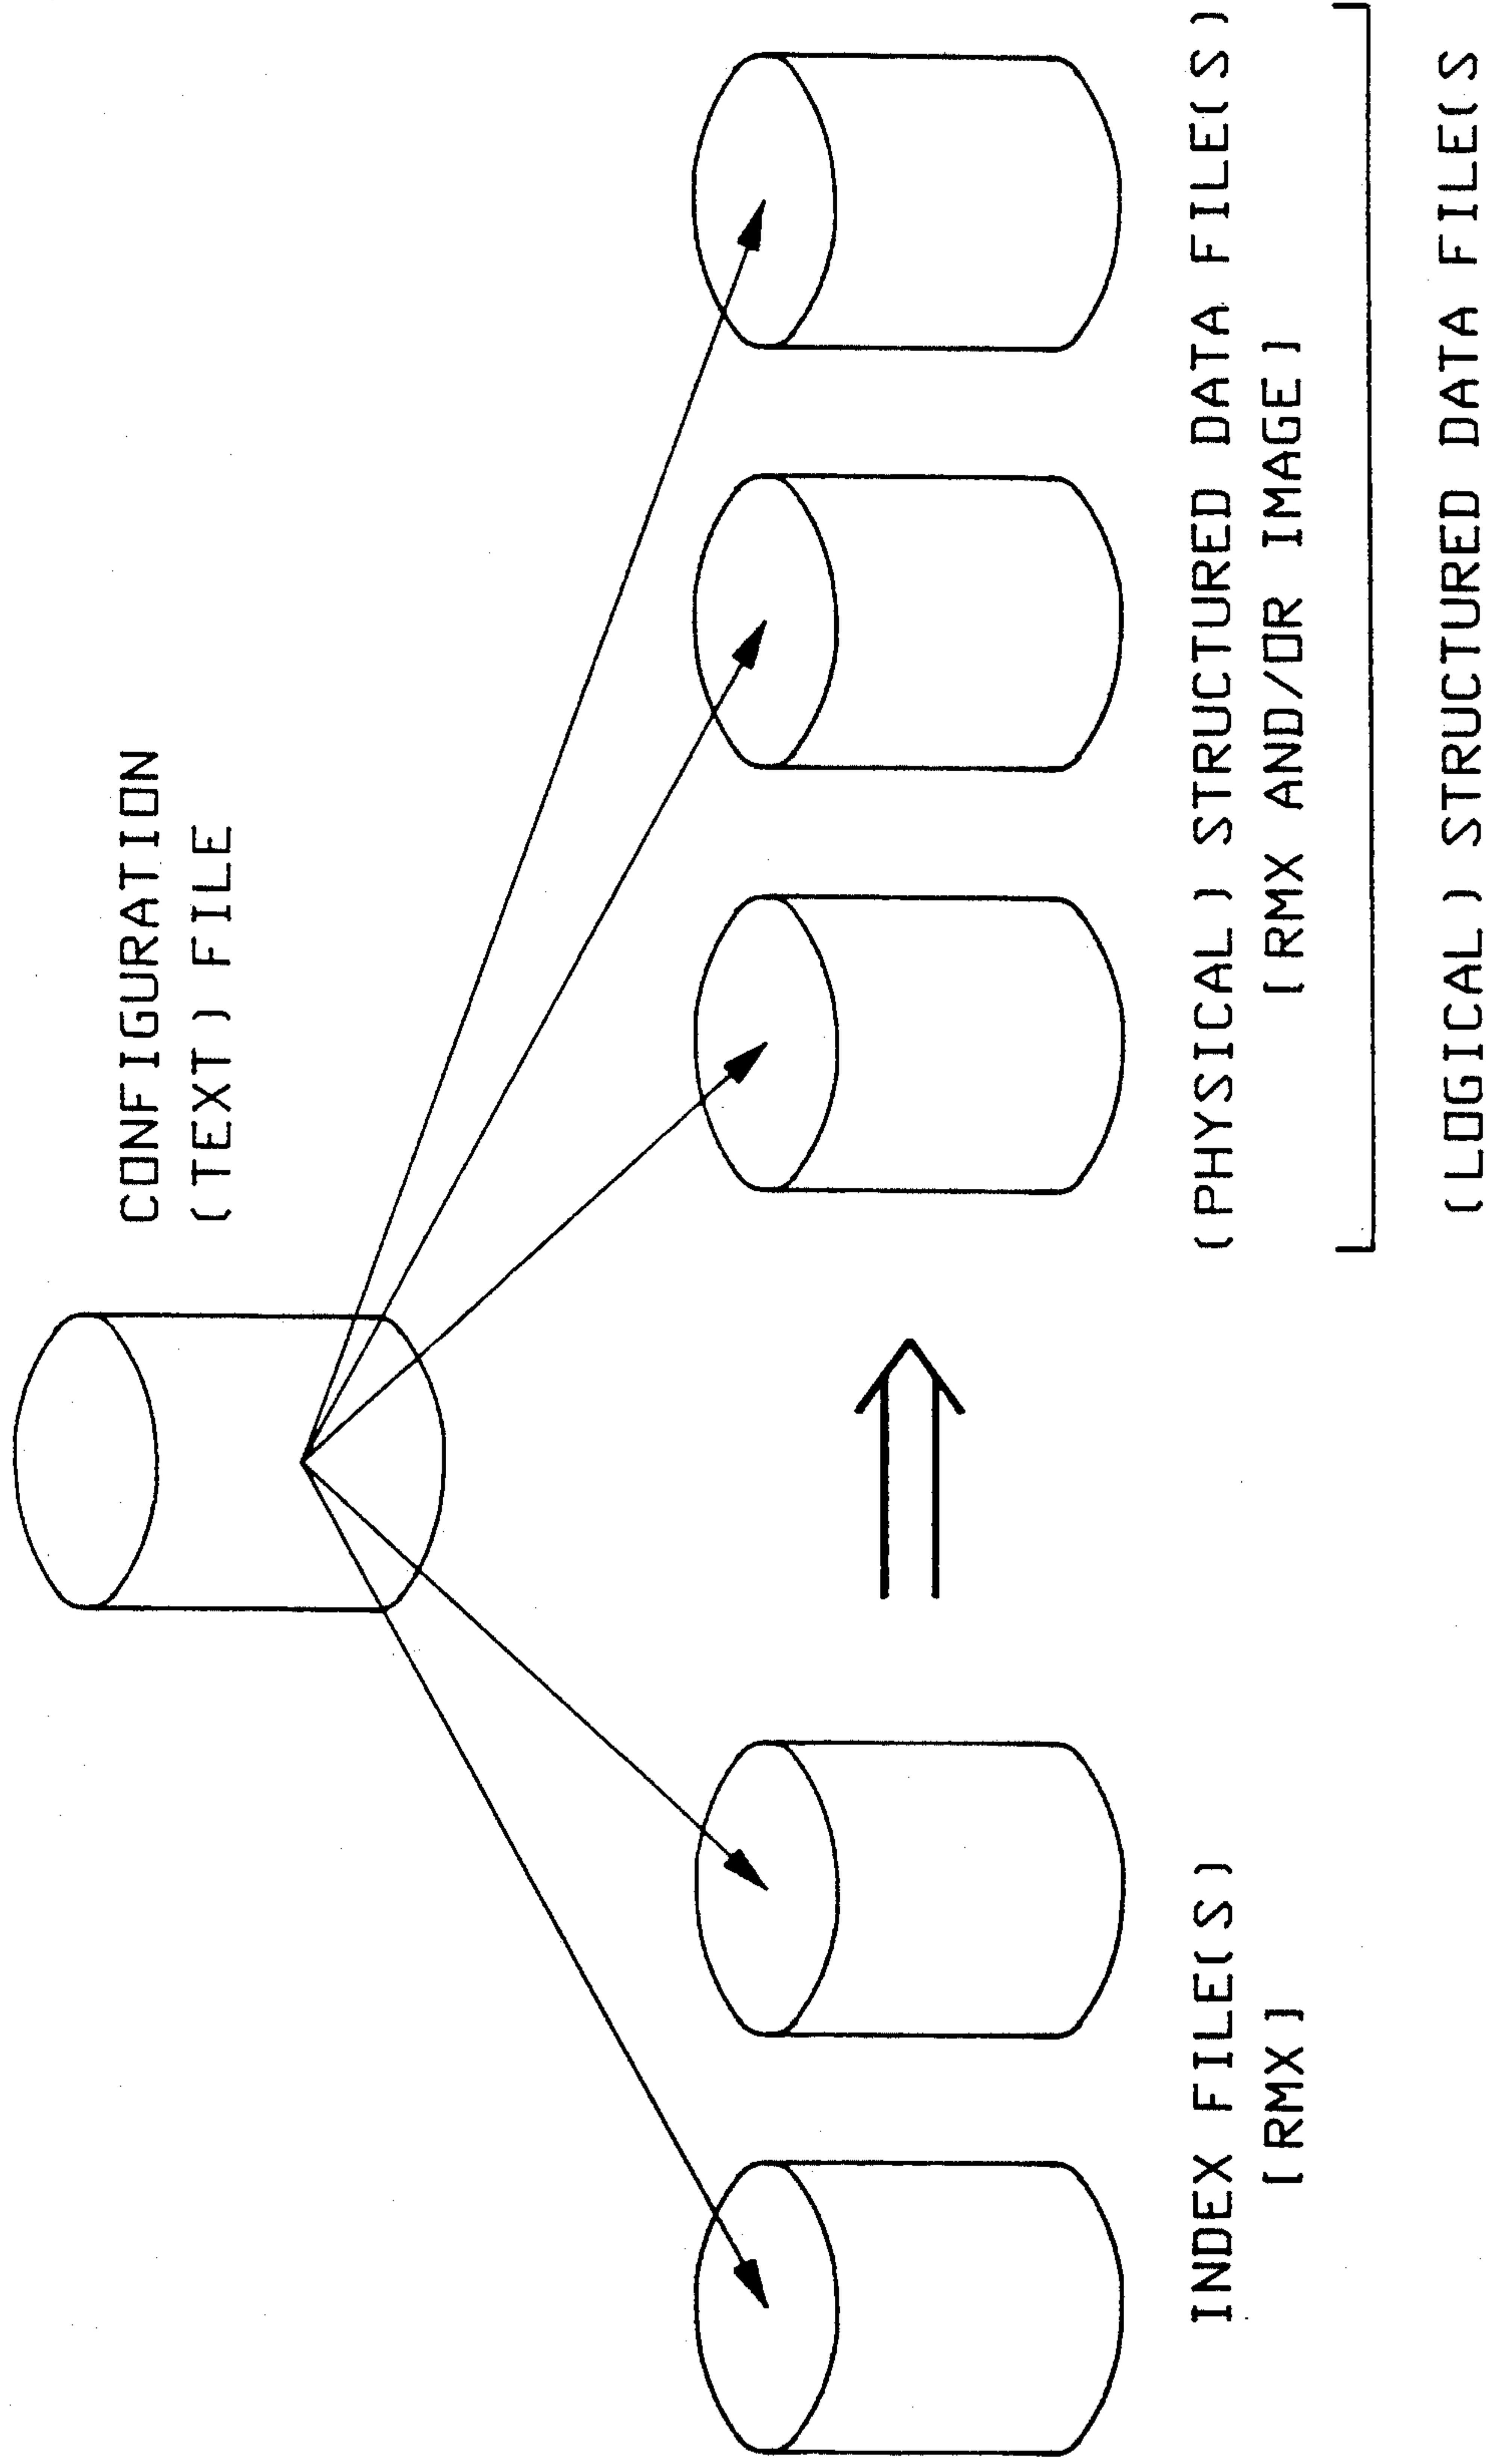 CONFIGURATION
(TEXT) FILE
INDEX FILE(S)
[RMX]
(PHYSICAL) STRUCTURED DATA FILE(S)
[RMX AND/OR IMAGE]
(LOGICAL) STRUCTURED DATA FILE(S